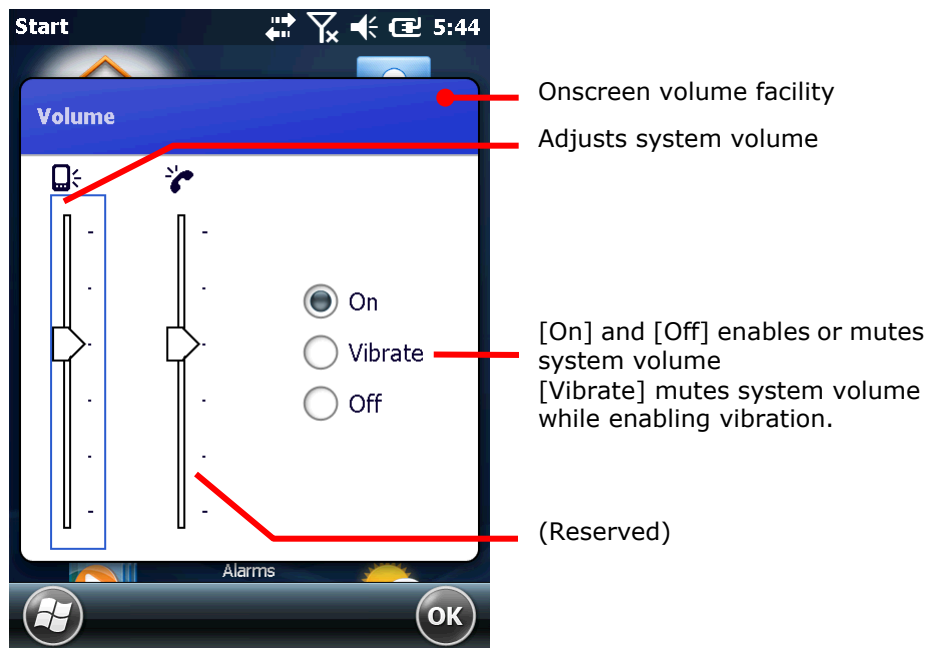 Start 5:44
Onscreen volume facility
Volume
Adjusts system volume
On
[On] and [Off] enables or mutes
system volume
Vibrate
[Vibrate] mutes system volume
while enabling vibration.
Off
(Reserved)
Alarms
OK